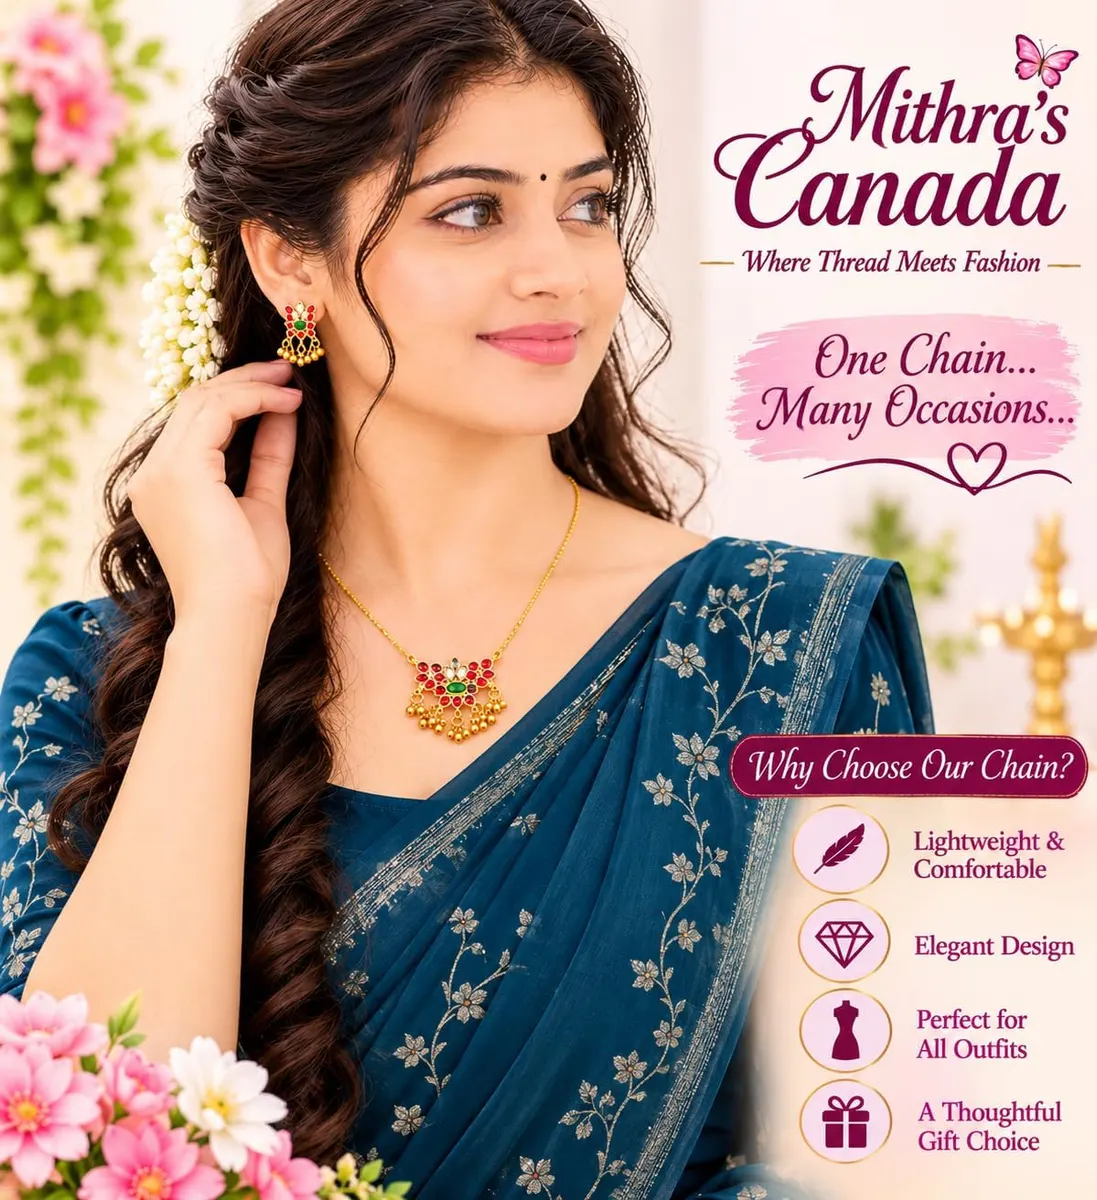 Mithra's
Canada
Where Thread Meets Fashion
One Chain...
Many Occasions...
Why Choose Our Chain?
Lightweight &
Comfortable
Elegant Design
Perfect for
All Outfits
A Thoughtful
Gift Choice